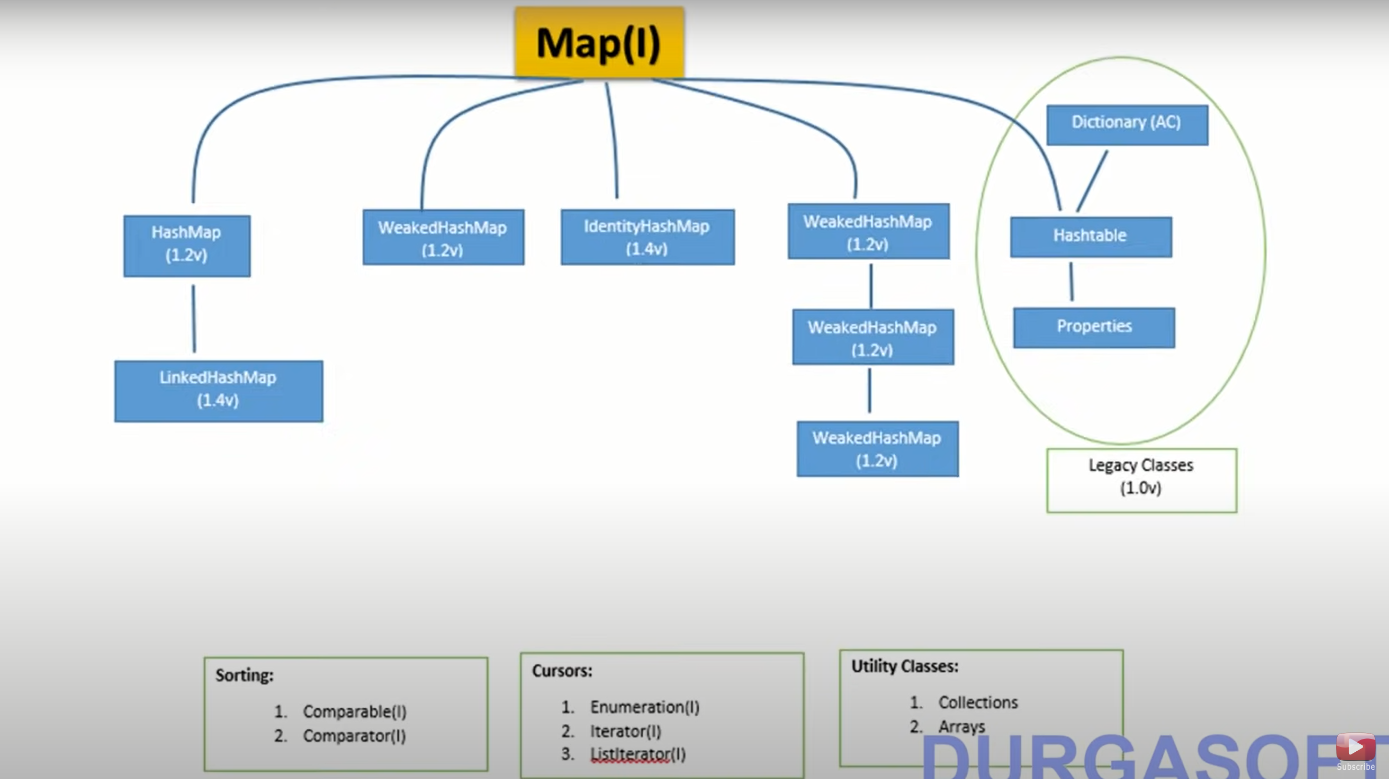 Map(I)
Dictionary (AC)
HashMap
(1.2v)
WeakedHashMap
(1.2v)
IdentityHashMap
(1.4v)
WeakedHashMap
(1.2v)
Hashtable
WeakedHashMap
(1.2v)
Properties
LinkedHashMap
(1.4v)
WeakedHashMap
(1.2v)
Legacy Classes
(1.0v)
Sorting:
1. Comparable(I)
2. Comparator(I)
Cursors:
1. Enumeration(I)
2. Iterator(I)
3. ListIterator(I)
Utility Classes:
1. Collections
2. Arrays
DURGASOFT
Subscribe